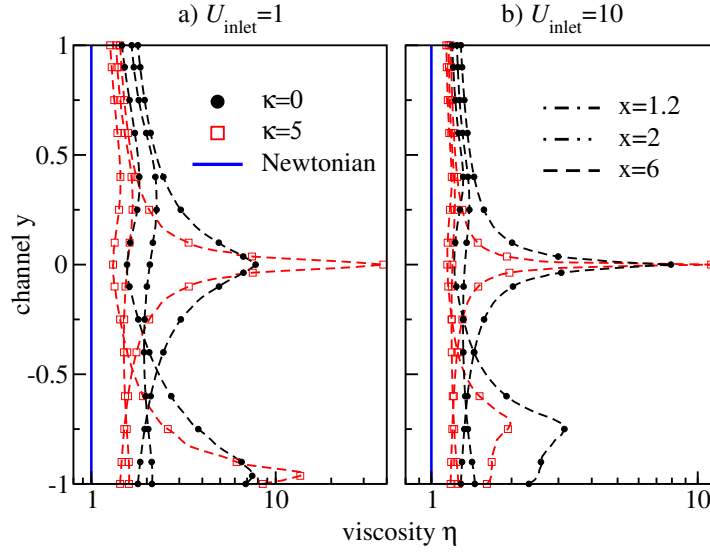 a) U_inlet=1
b) U_inlet=10
channel y
1
0.5
0
-0.5
-1
κ=0
κ=5
Newtonian
x=1.2
x=2
x=6
1
10
1
10
viscosity η